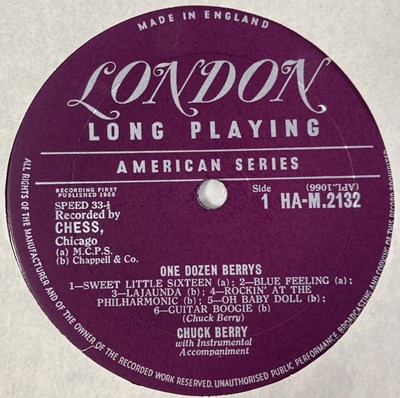 MADE IN ENGLAND
LONDON
LONG PLAYING
AMERICAN SERIES
RECORDING FIRST
PUBLISHED 1958
SPEED 33⅓
Recorded by
CHESS,
Chicago
(a) M.C.P.S.
(b) Chappell & Co.
(APL.1066)
Side
1 HA-M.2132
ONE DOZEN BERRYS
1—SWEET LITTLE SIXTEEN (a); 2—BLUE FEELING (a);
3—LAJAUNDA (b); 4—ROCKIN' AT THE
PHILHARMONIC (b); 5—OH BABY DOLL (b);
6—GUITAR BOOGIE (b)
(Chuck Berry)
CHUCK BERRY
with Instrumental
Accompaniment
ALL RIGHTS OF THE MANUFACTURER AND OF THE OWNER OF THE RECORDED WORK RESERVED. UNAUTHORISED PUBLIC PERFORMANCE, BROADCASTING AND COPYING OF THIS RECORD PROHIBITED